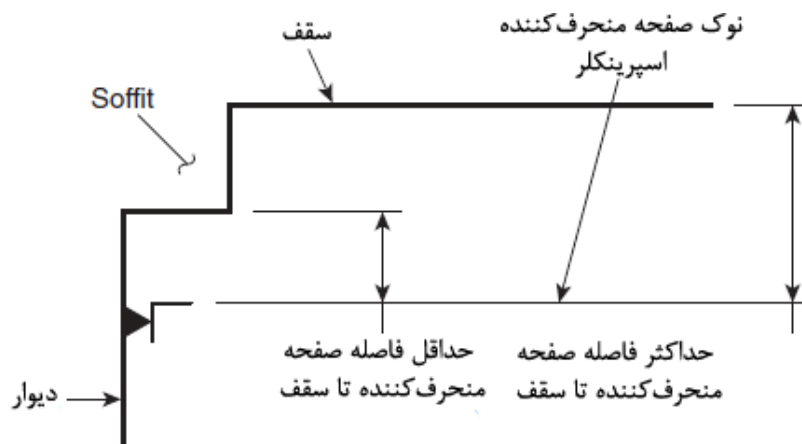 نوک صفحه منحرف‌کننده
اسپرینکلر
سقف
Soffit
حداکثر فاصله صفحه
منحرف‌کننده تا سقف
حداقل فاصله صفحه
منحرف‌کننده تا سقف
دیوار